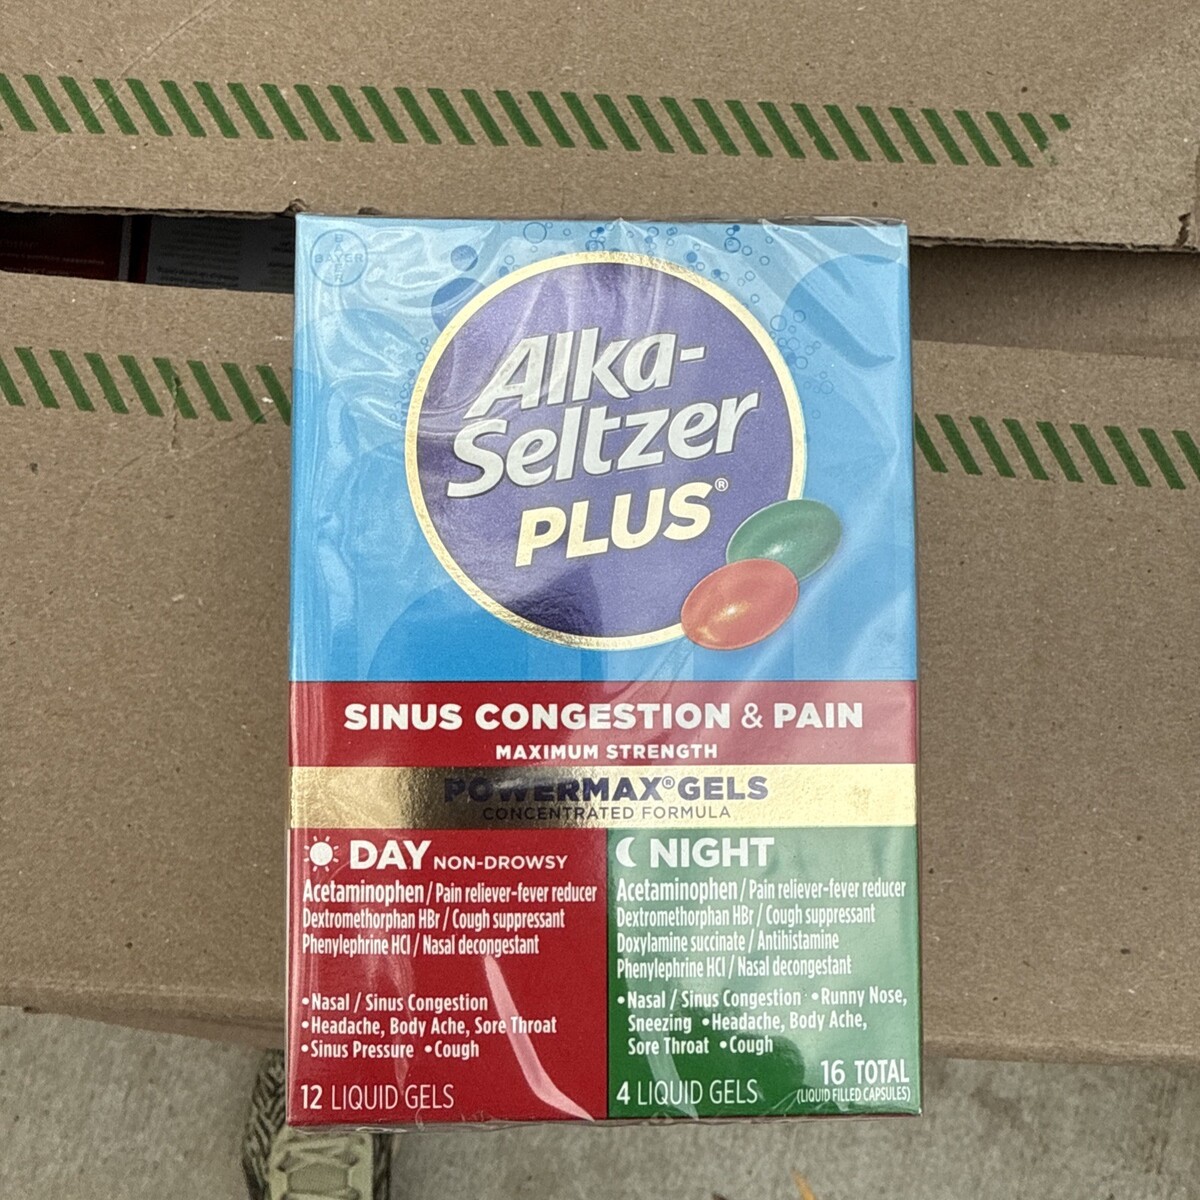 BAYER
Alka-
Seltzer
PLUS®
SINUS CONGESTION & PAIN
MAXIMUM STRENGTH
POWERMAX® GELS
CONCENTRATED FORMULA
DAY NON-DROWSY
Acetaminophen / Pain reliever-fever reducer
Dextromethorphan HBr / Cough suppressant
Phenylephrine HCl / Nasal decongestant
•Nasal / Sinus Congestion
•Headache, Body Ache, Sore Throat
•Sinus Pressure •Cough
12 LIQUID GELS
NIGHT
Acetaminophen / Pain reliever-fever reducer
Dextromethorphan HBr / Cough suppressant
Doxylamine succinate / Antihistamine
Phenylephrine HCl / Nasal decongestant
•Nasal / Sinus Congestion •Runny Nose,
Sneezing •Headache, Body Ache,
Sore Throat •Cough
4 LIQUID GELS
16 TOTAL
(LIQUID FILLED CAPSULES)